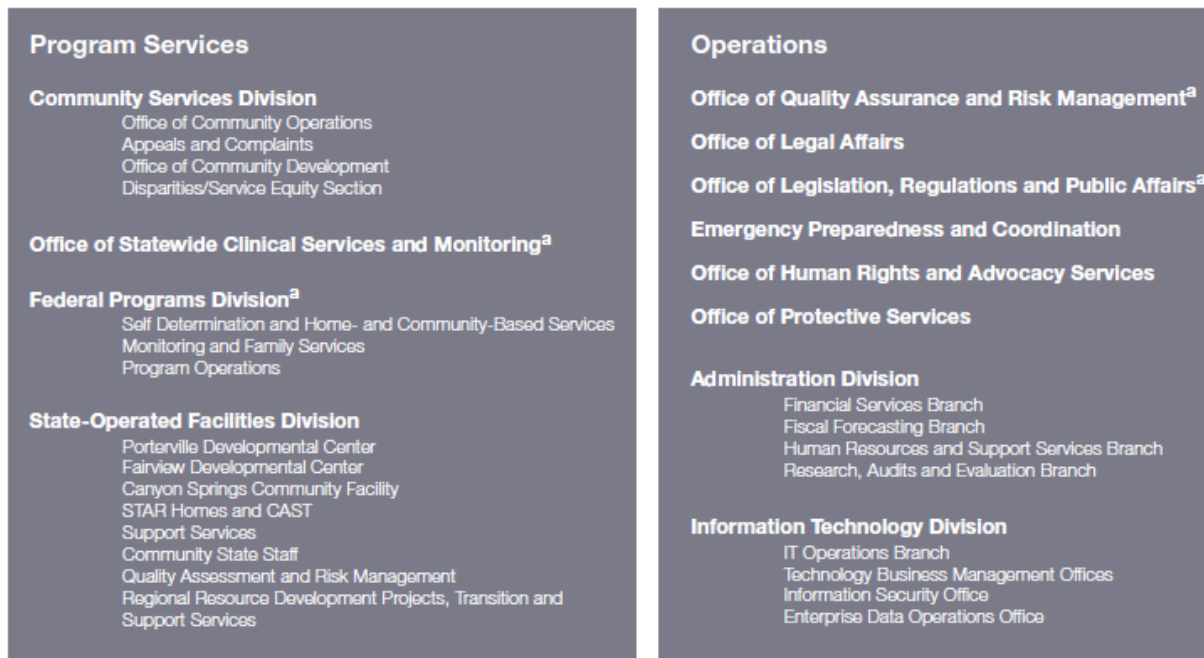 Program Services
Community Services Division
Office of Community Operations
Appeals and Complaints
Office of Community Development
Disparities/Service Equity Section
Office of Statewide Clinical Services and Monitoringᵃ
Federal Programs Divisionᵃ
Self Determination and Home- and Community-Based Services
Monitoring and Family Services
Program Operations
State-Operated Facilities Division
Porterville Developmental Center
Fairview Developmental Center
Canyon Springs Community Facility
STAR Homes and CAST
Support Services
Community State Staff
Quality Assessment and Risk Management
Regional Resource Development Projects, Transition and
Support Services
Operations
Office of Quality Assurance and Risk Managementᵃ
Office of Legal Affairs
Office of Legislation, Regulations and Public Affairsᵃ
Emergency Preparedness and Coordination
Office of Human Rights and Advocacy Services
Office of Protective Services
Administration Division
Financial Services Branch
Fiscal Forecasting Branch
Human Resources and Support Services Branch
Research, Audits and Evaluation Branch
Information Technology Division
IT Operations Branch
Technology Business Management Offices
Information Security Office
Enterprise Data Operations Office